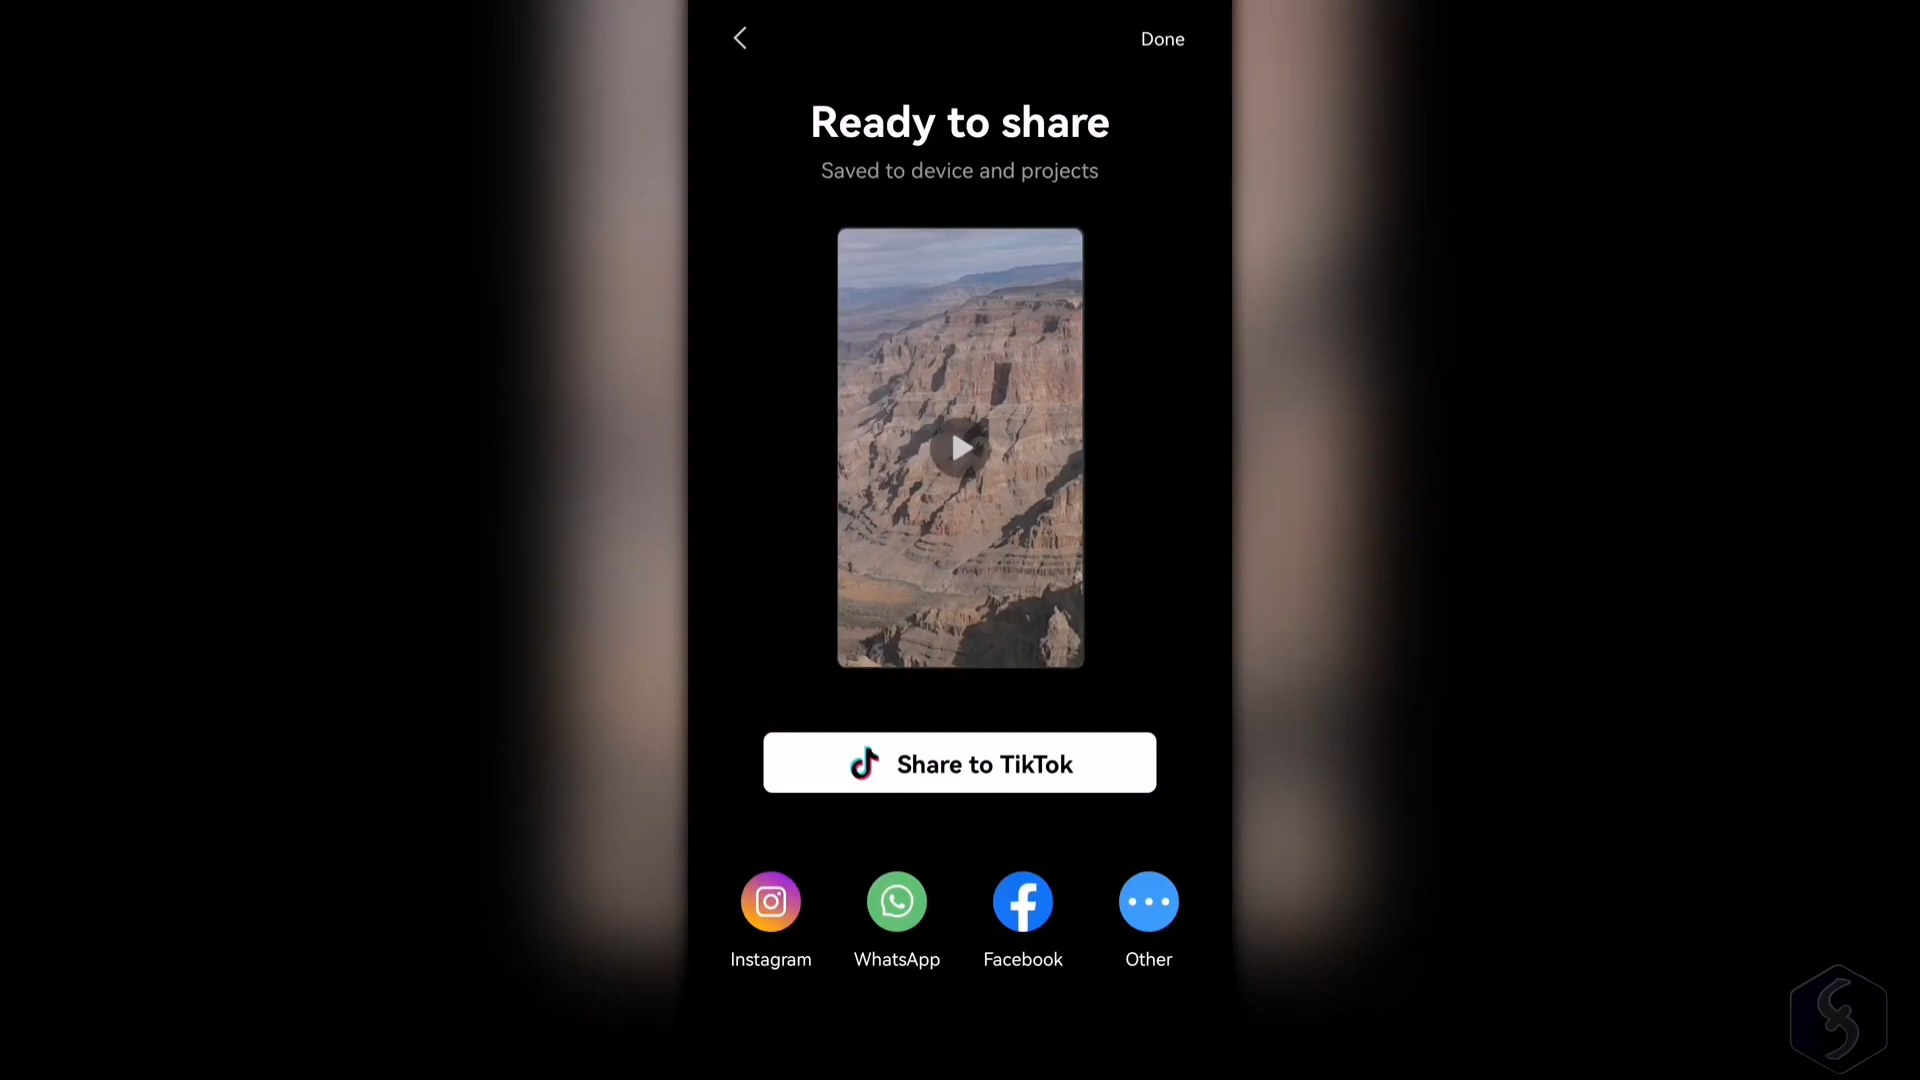 Done
Ready to share
Saved to device and projects
Share to TikTok
Instagram
WhatsApp
Facebook
Other